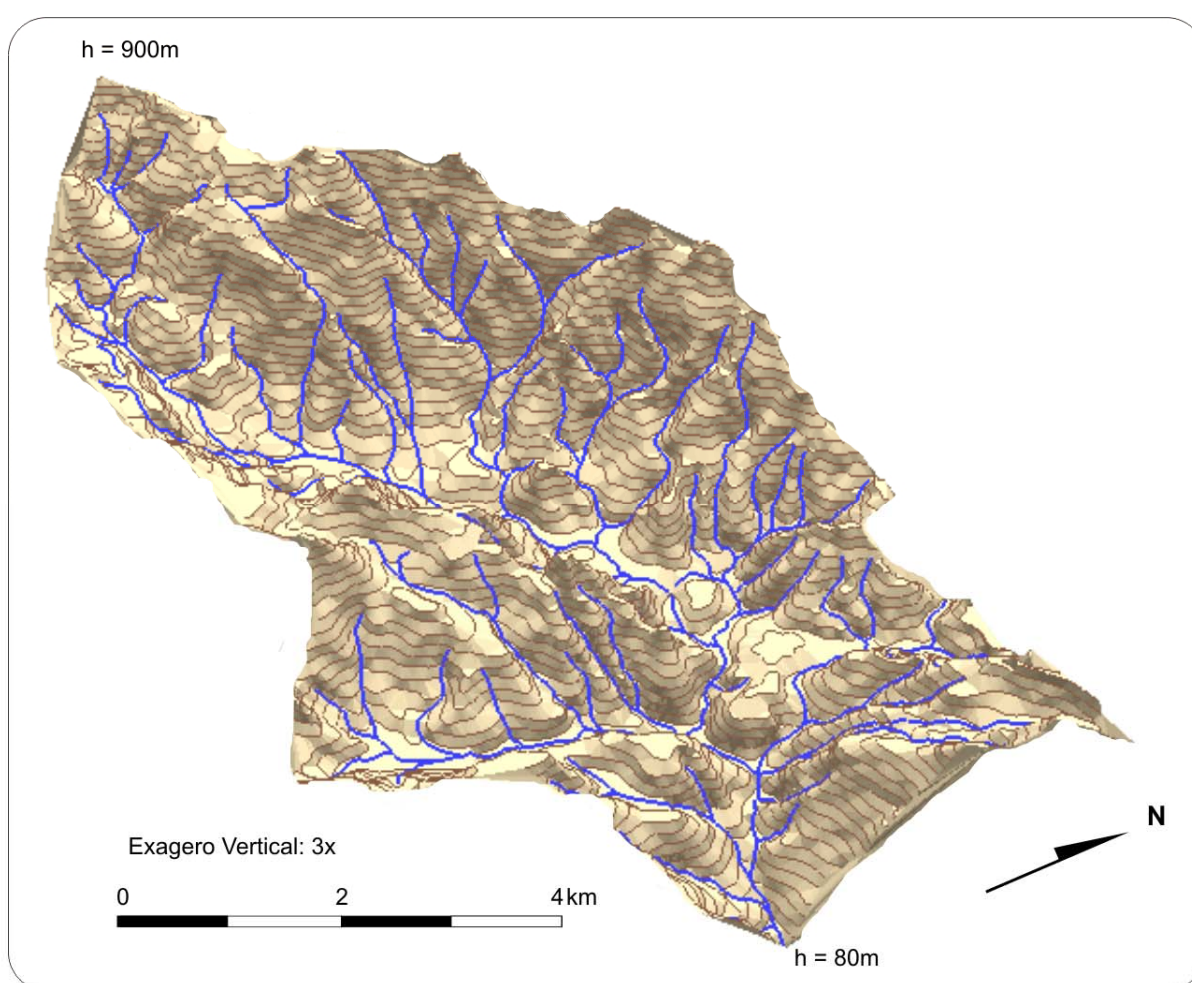 h = 900m
N
Exagero Vertical: 3x
0 2 4 km
h = 80m